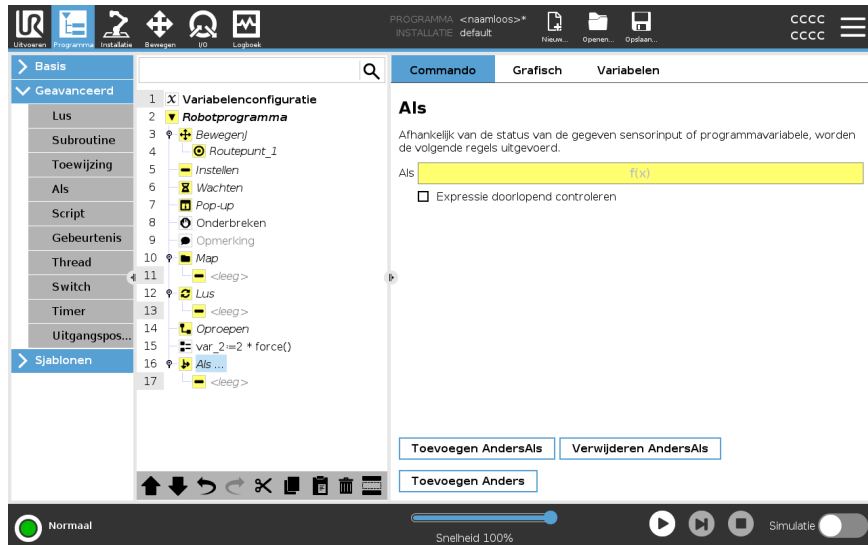 PROGRAMMA <naamloos>*
INSTALLATIE default
Nieuw... Openen... Opslaan...
CCCC
CCCC
Uitvoeren Programma Installatie Bewegen I/O Logboek
Basis
Geavanceerd
Lus
Subroutine
Toewijzing
Als
Script
Gebeurtenis
Thread
Switch
Timer
Uitgangspos...
Sjablonen
1 X Variabelenconfiguratie
2 Robotprogramma
3 BewegenJ
4 Routepunt_1
5 Instellen
6 Wachten
7 Pop-up
8 Onderbreken
9 Opmerking
10 Map
11 <leeg>
12 Lus
13 <leeg>
14 Oproepen
15 var_2:=2 * force()
16 Als ...
17 <leeg>
Commando Grafisch Variabelen
Als
Afhankelijk van de status van de gegeven sensorinput of programmavariabele, worden
de volgende regels uitgevoerd.
Als f(x)
Expressie doorlopend controleren
Toevoegen AndersAls Verwijderen AndersAls
Toevoegen Anders
Normaal
Snelheid 100%
Simulatie